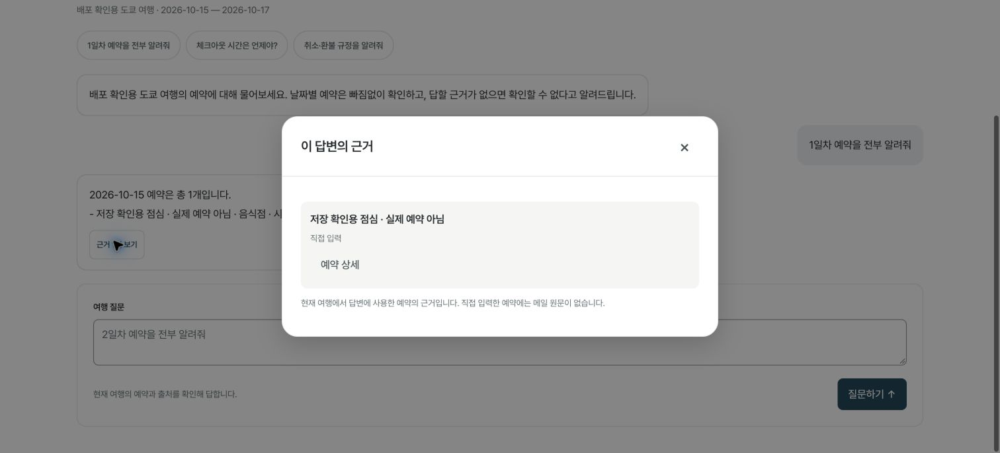 배포 확인용 도쿄 여행 · 2026-10-15 — 2026-10-17
1일차 예약을 전부 알려줘
체크아웃 시간은 언제야?
취소·환불 규정을 알려줘
배포 확인용 도쿄 여행의 예약에 대해 물어보세요. 날짜별 예약은 빠짐없이 확인하고, 답할 근거가 없으면 확인할 수 없다고 알려드립니다.
1일차 예약을 전부 알려줘
2026-10-15 예약은 총 1개입니다.
- 저장 확인용 점심 · 실제 예약 아님 · 음식점 · 시
근거 보기
이 답변의 근거
×
저장 확인용 점심 · 실제 예약 아님
직접 입력
예약 상세
현재 여행에서 답변에 사용한 예약의 근거입니다. 직접 입력한 예약에는 메일 원문이 없습니다.
여행 질문
2일차 예약을 전부 알려줘
현재 여행의 예약과 출처를 확인해 답합니다.
질문하기 ↑